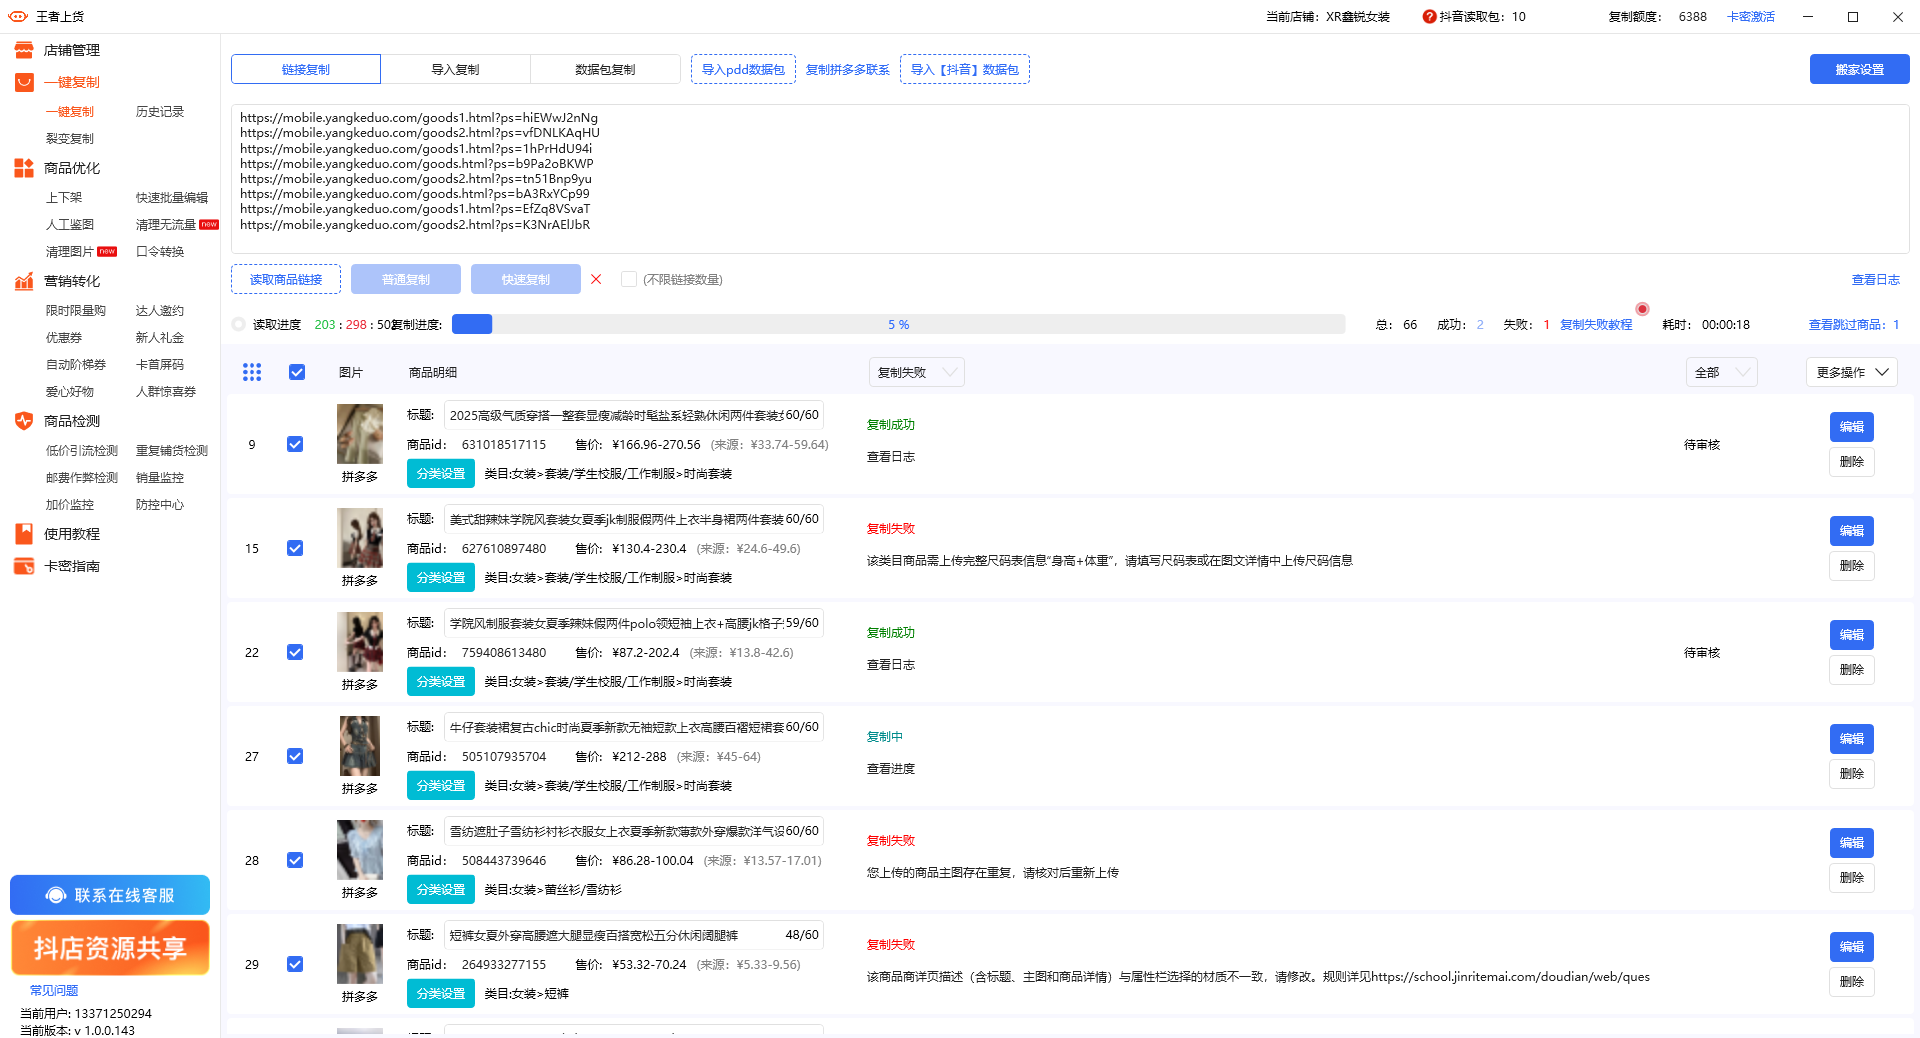 王者上货
当前店铺：XR鑫锐女装
? 抖音读取包：10
复制额度： 6388
卡密激活
店铺管理
一键复制
一键复制 历史记录
裂变复制
商品优化
上下架 快速批量编辑
人工鉴图 清理无流量 new
清理图片 new 口令转换
营销转化
限时限量购 达人邀约
优惠券 新人礼金
自动阶梯券 卡首屏码
爱心好物 人群惊喜券
商品检测
低价引流检测 重复铺货检测
邮费作弊检测 销量监控
加价监控 防控中心
使用教程
卡密指南
联系在线客服
抖店资源共享
常见问题
当前用户: 13371250294
当前版本: v 1.0.0.143
链接复制 导入复制 数据包复制 导入pdd数据包 复制拼多多联系 导入【抖音】数据包 搬家设置
https://mobile.yangkeduo.com/goods1.html?ps=hiEWwJ2nNg
https://mobile.yangkeduo.com/goods2.html?ps=vfDNLKAqHU
https://mobile.yangkeduo.com/goods1.html?ps=1hPrHdU94i
https://mobile.yangkeduo.com/goods.html?ps=b9Pa2oBKWP
https://mobile.yangkeduo.com/goods2.html?ps=tn51Bnp9yu
https://mobile.yangkeduo.com/goods.html?ps=bA3RxYCp99
https://mobile.yangkeduo.com/goods1.html?ps=EfZq8VSvaT
https://mobile.yangkeduo.com/goods2.html?ps=K3NrAElJbR
读取商品链接 普通复制 快速复制 (不限链接数量) 查看日志
读取进度 203 : 298 : 502 复制进度: 5 % 总： 66 成功： 2 失败： 1 复制失败教程 耗时： 00:00:18 查看跳过商品：1
图片 商品明细 复制失败 全部 更多操作
标题: 2025高级气质穿搭一整套显瘦减龄时髦盐系轻熟休闲两件套装 60/60
复制成功
编辑
9 商品id： 631018517115 售价: ¥166.96-270.56 (来源：¥33.74-59.64) 待审核
查看日志
删除
拼多多 分类设置 类目:女装>套装/学生校服/工作制服>时尚套装
标题: 美式甜辣妹学院风套装女夏季jk制服假两件上衣半身裙两件套装 60/60
复制失败
编辑
15 商品id： 627610897480 售价: ¥130.4-230.4 (来源：¥24.6-49.6)
该类目商品需上传完整尺码表信息"身高+体重"，请填写尺码表或在图文详情中上传尺码信息
删除
拼多多 分类设置 类目:女装>套装/学生校服/工作制服>时尚套装
标题: 学院风制服套装女夏季辣妹假两件polo领短袖上衣+高腰jk格子 59/60
复制成功
编辑
22 商品id： 759408613480 售价: ¥87.2-202.4 (来源：¥13.8-42.6) 待审核
查看日志
删除
拼多多 分类设置 类目:女装>套装/学生校服/工作制服>时尚套装
标题: 牛仔套装裙复古chic时尚夏季新款无袖短款上衣高腰百褶短裙套 60/60
复制中
编辑
27 商品id： 505107935704 售价: ¥212-288 (来源：¥45-64)
查看进度
删除
拼多多 分类设置 类目:女装>套装/学生校服/工作制服>时尚套装
标题: 雪纺遮肚子雪纺衫衬衫衣服女上衣夏季新款薄款外穿爆款洋气设 60/60
复制失败
编辑
28 商品id： 508443739646 售价: ¥86.28-100.04 (来源：¥13.57-17.01)
您上传的商品主图存在重复，请核对后重新上传
删除
拼多多 分类设置 类目:女装>蕾丝衫/雪纺衫
标题: 短裤女夏外穿高腰遮大腿显瘦百搭宽松五分休闲阔腿裤 48/60
复制失败
编辑
29 商品id： 264933277155 售价: ¥53.32-70.24 (来源：¥5.33-9.56)
该商品商详页描述（含标题、主图和商品详情）与属性栏选择的材质不一致，请修改。规则详见https://school.jinritemai.com/doudian/web/ques
删除
拼多多 分类设置 类目:女装>短裤